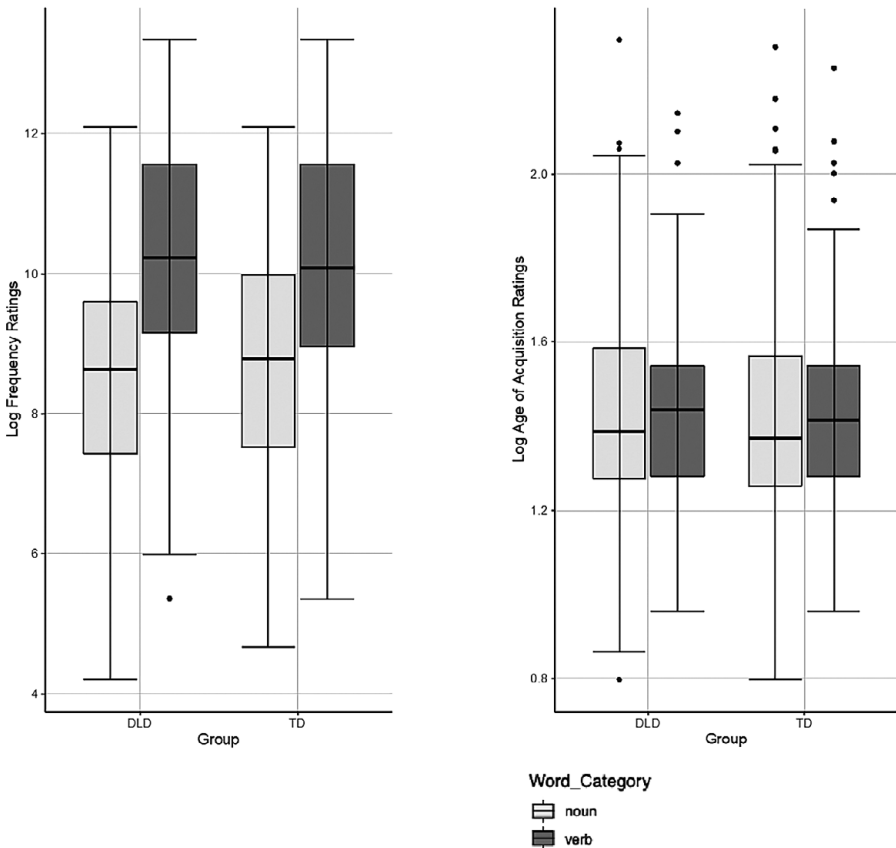 Log Frequency Ratings
12
10
8
6
4
DLD
TD
Group
Log Age of Acquisition Ratings
2.0
1.6
1.2
0.8
DLD
TD
Group
Word_Category
noun
verb